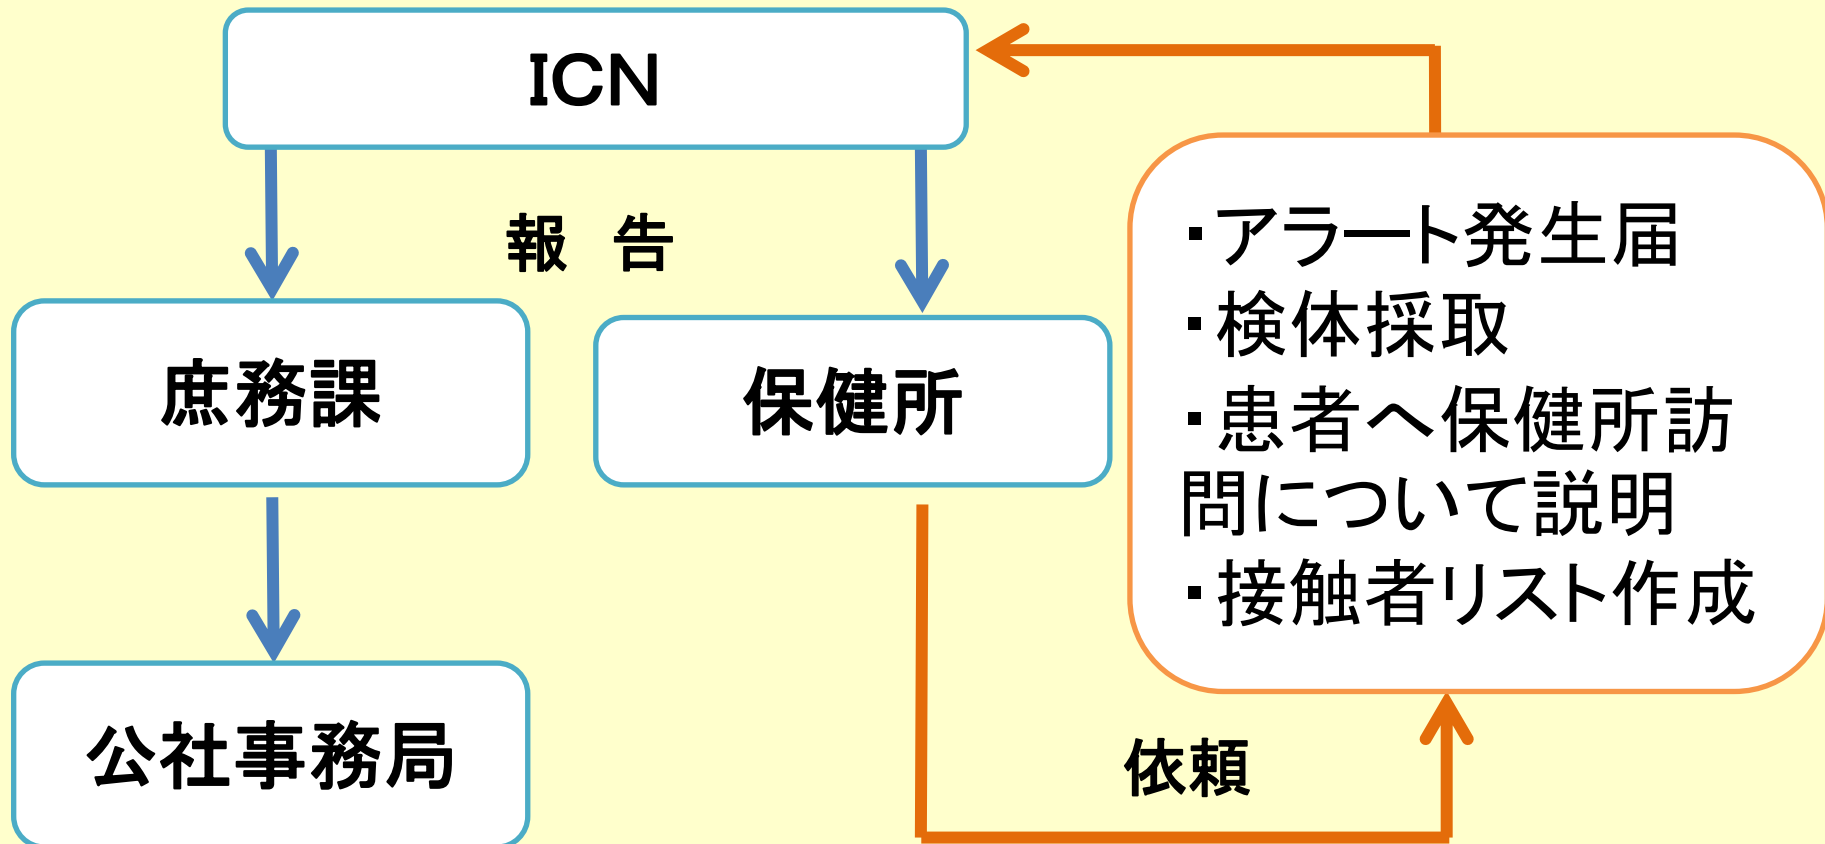 ICN
報　告
庶務課
保健所
公社事務局
依頼
・アラート発生届
・検体採取
・患者へ保健所訪
問について説明
・接触者リスト作成